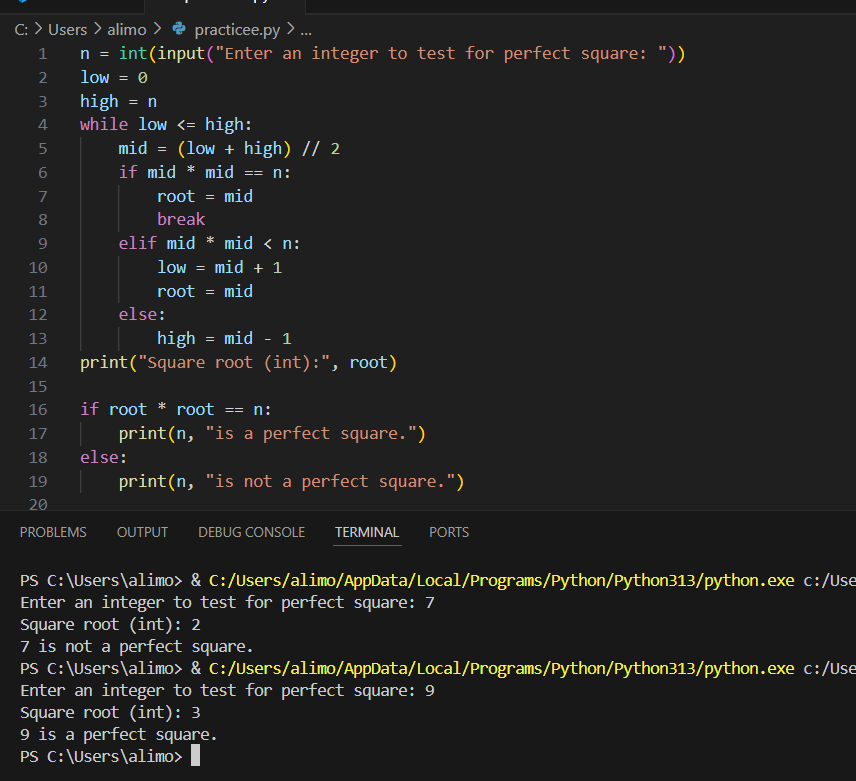 C: > Users > alimo > practicee.py > ...
1 n = int(input("Enter an integer to test for perfect square: "))
2 low = 0
3 high = n
4 while low <= high:
5     mid = (low + high) // 2
6     if mid * mid == n:
7         root = mid
8         break
9     elif mid * mid < n:
10         low = mid + 1
11         root = mid
12     else:
13         high = mid - 1
14 print("Square root (int):", root)
15
16 if root * root == n:
17     print(n, "is a perfect square.")
18 else:
19     print(n, "is not a perfect square.")
20
PROBLEMS OUTPUT DEBUG CONSOLE TERMINAL PORTS
PS C:\Users\alimo> & C:/Users/alimo/AppData/Local/Programs/Python/Python313/python.exe c:/Use
Enter an integer to test for perfect square: 7
Square root (int): 2
7 is not a perfect square.
PS C:\Users\alimo> & C:/Users/alimo/AppData/Local/Programs/Python/Python313/python.exe c:/Use
Enter an integer to test for perfect square: 9
Square root (int): 3
9 is a perfect square.
PS C:\Users\alimo>